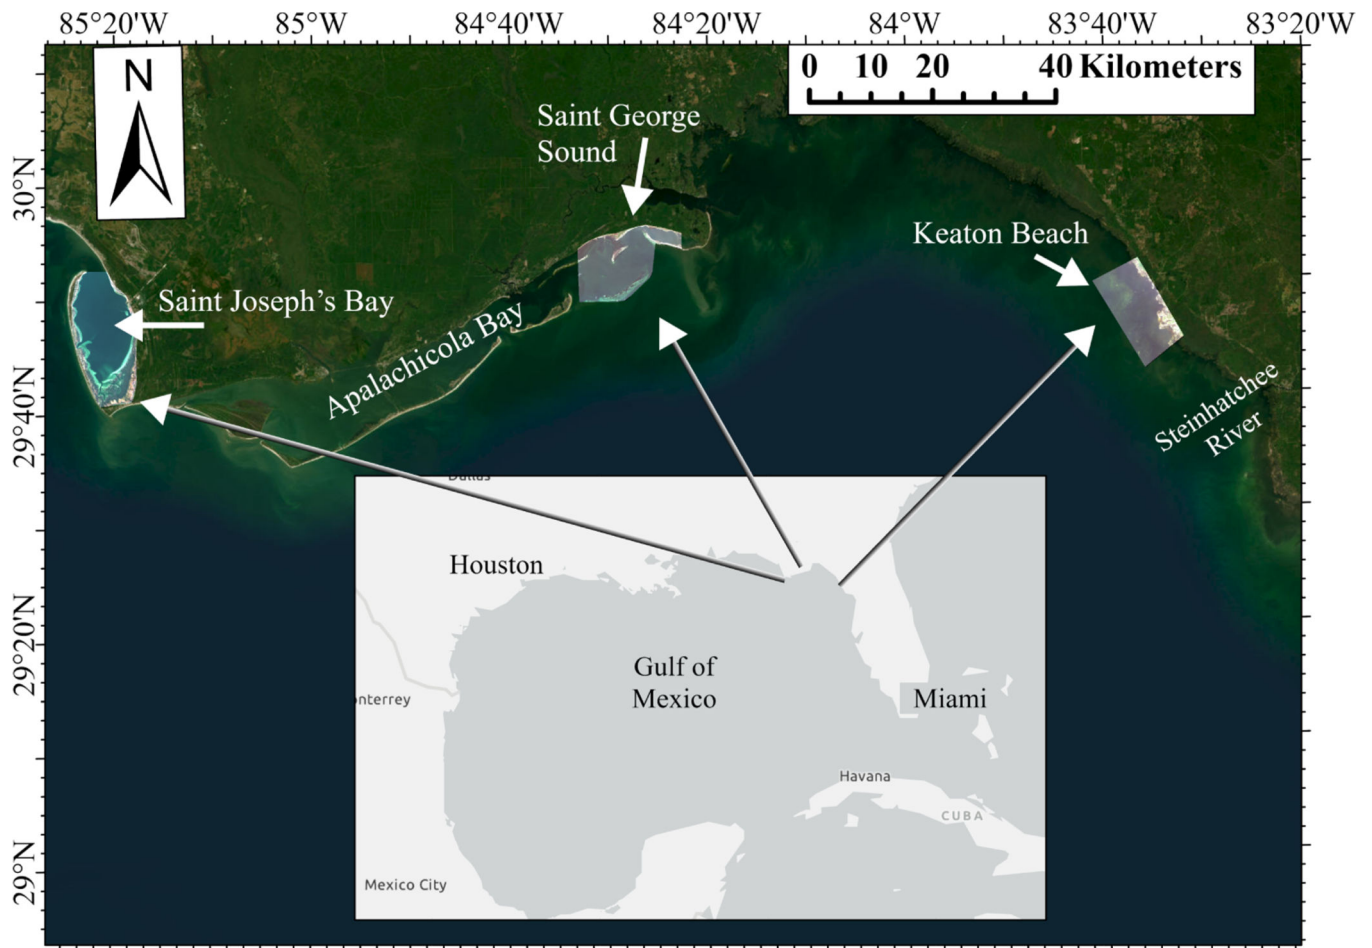 85°20'W 85°W 84°40'W 84°20'W 84°W 83°40'W 83°20'W
N
0 10 20 40 Kilometers
Saint George
Sound
30°N
Keaton Beach
Saint Joseph's Bay
Apalachicola Bay
29°40'N
Steinhatchee
River
Dallas
Houston
29°20'N
Gulf of
Mexico
onterrey
Miami
Havana
CUBA
29°N
Mexico City